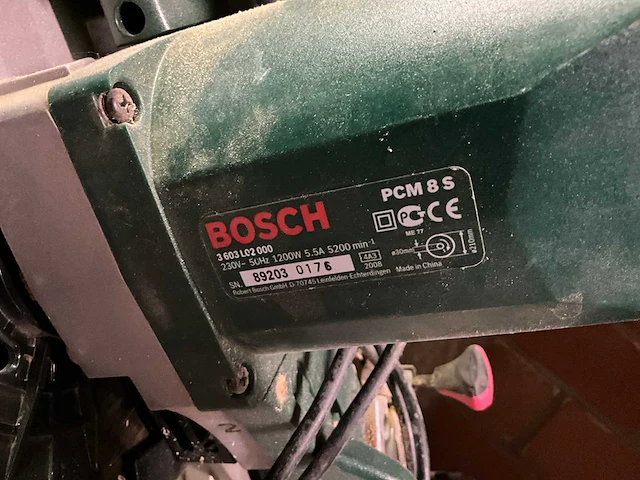 PCM 8 S
BOSCH
3 603 L02 000
ME 77
230V~ 50Hz 1200W 5.5A 5200 min-1
ø30mm
ø210mm
4A3
2008
SN. 89203 0176
Made in China
Robert Bosch GmbH D-70745 Leinfelden-Echterdingen
N